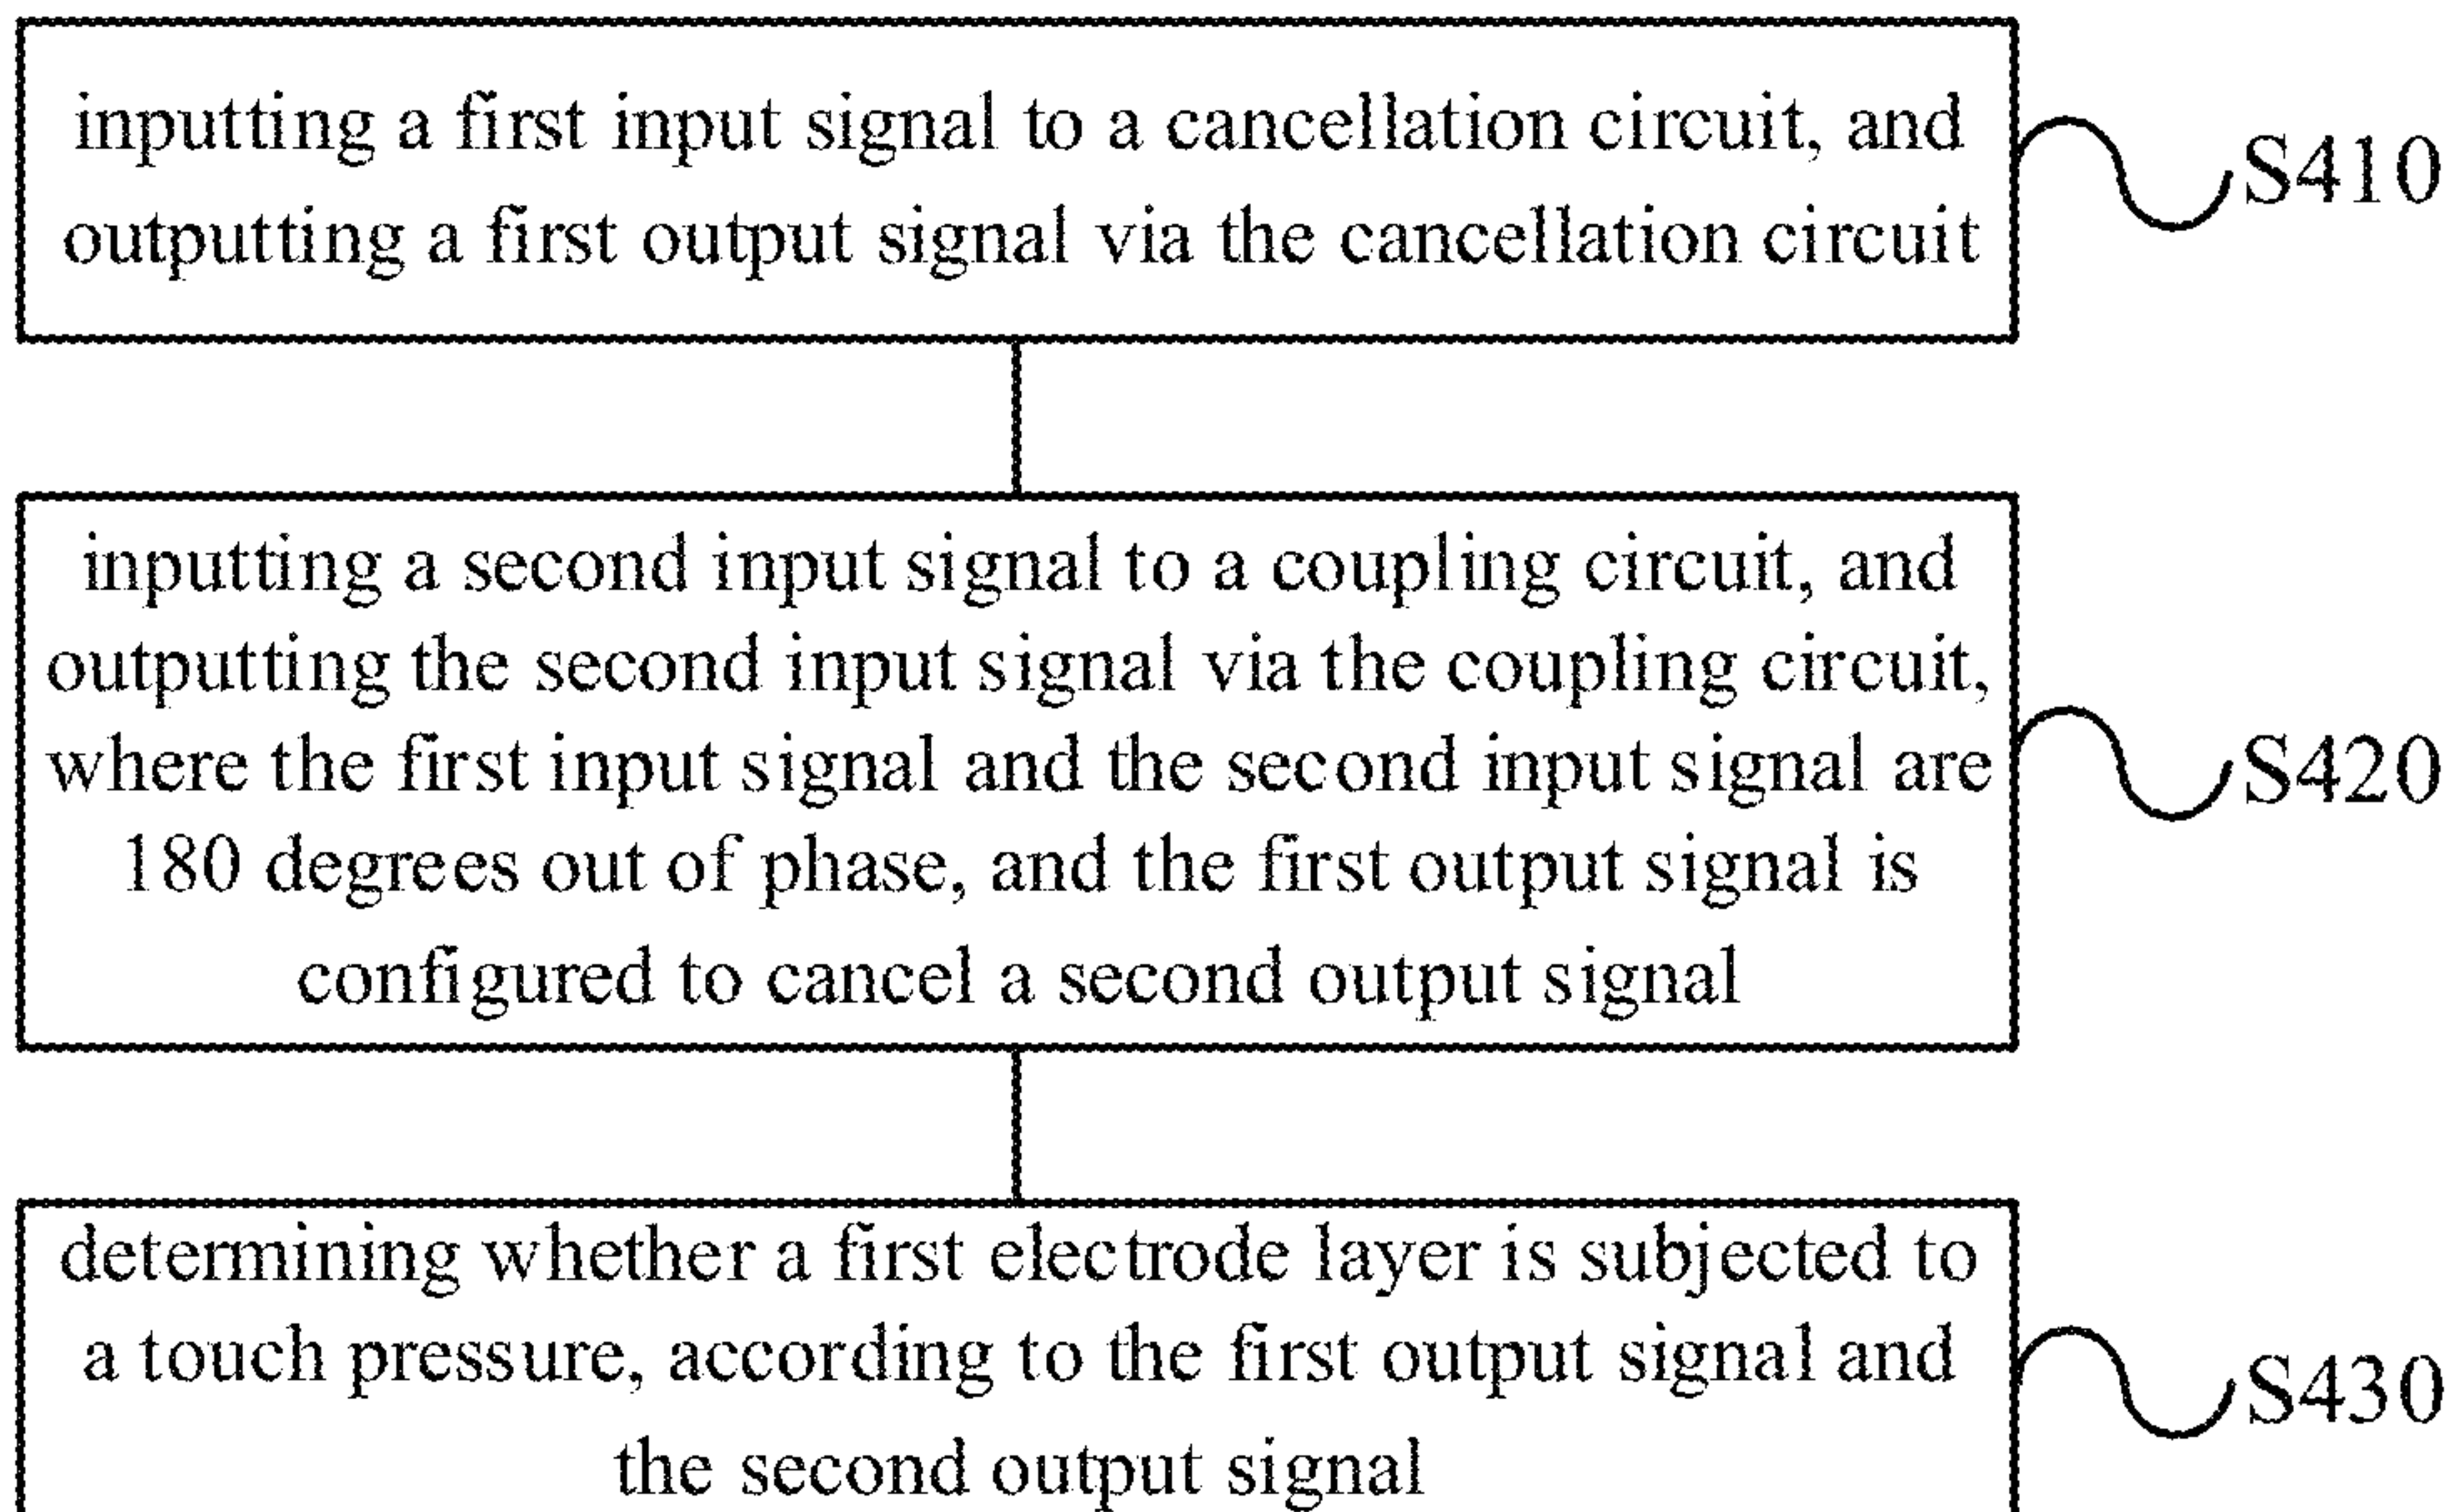 inputting a first input signal to a cancellation circuit, and
outputting a first output signal via the cancellation circuit
S410
inputting a second input signal to a coupling circuit, and
outputting the second input signal via the coupling circuit,
where the first input signal and the second input signal are
180 degrees out of phase, and the first output signal is
configured to cancel a second output signal
S420
determining whether a first electrode layer is subjected to
a touch pressure, according to the first output signal and
the second output signal
S430